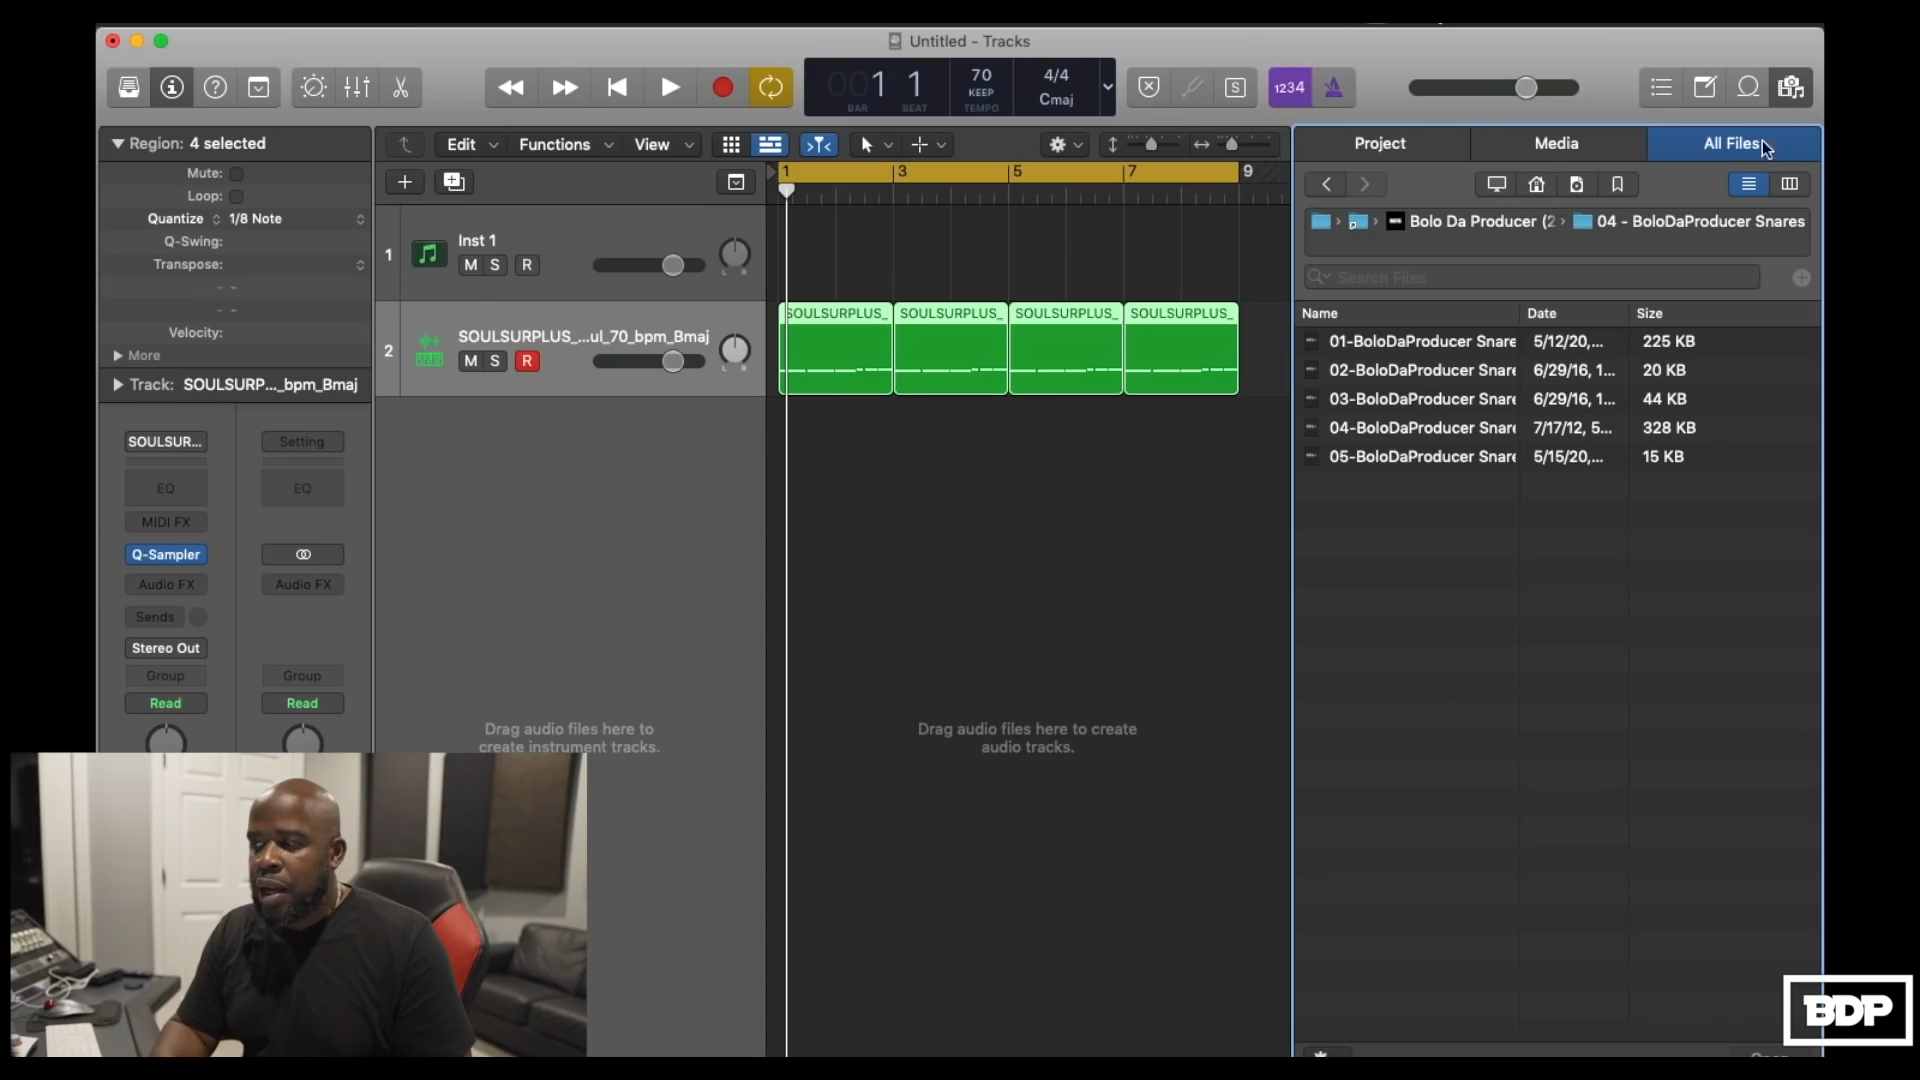 Untitled - Tracks
1 1
BAR
BEAT
70
KEEP
TEMPO
4/4
Cmaj
S
1234
Region: 4 selected
Mute:
Loop:
Quantize 1/8 Note
Q-Swing:
Transpose:
Velocity:
More
Track: SOULSURP..._bpm_Bmaj
SOULSUR...
EQ
MIDI FX
Q-Sampler
Audio FX
Sends
Stereo Out
Group
Read
Setting
EQ
Audio FX
Group
Read
Edit
Functions
View
1 3 5 7 9
1
Inst 1
M S R
L R
2
SOULSURPLUS_...ul_70_bpm_Bmaj
M S R
L R
SOULSURPLUS_ SOULSURPLUS_ SOULSURPLUS_ SOULSURPLUS_
Drag audio files here to
create instrument tracks.
Drag audio files here to create
audio tracks.
Project
Media
All Files
Bolo Da Producer (2 04 - BoloDaProducer Snares
Search Files
Name Date Size
01-BoloDaProducer Snare 5/12/20,... 225 KB
02-BoloDaProducer Snare 6/29/16, 1... 20 KB
03-BoloDaProducer Snare 6/29/16, 1... 44 KB
04-BoloDaProducer Snare 7/17/12, 5... 328 KB
05-BoloDaProducer Snare 5/15/20,... 15 KB
BDP